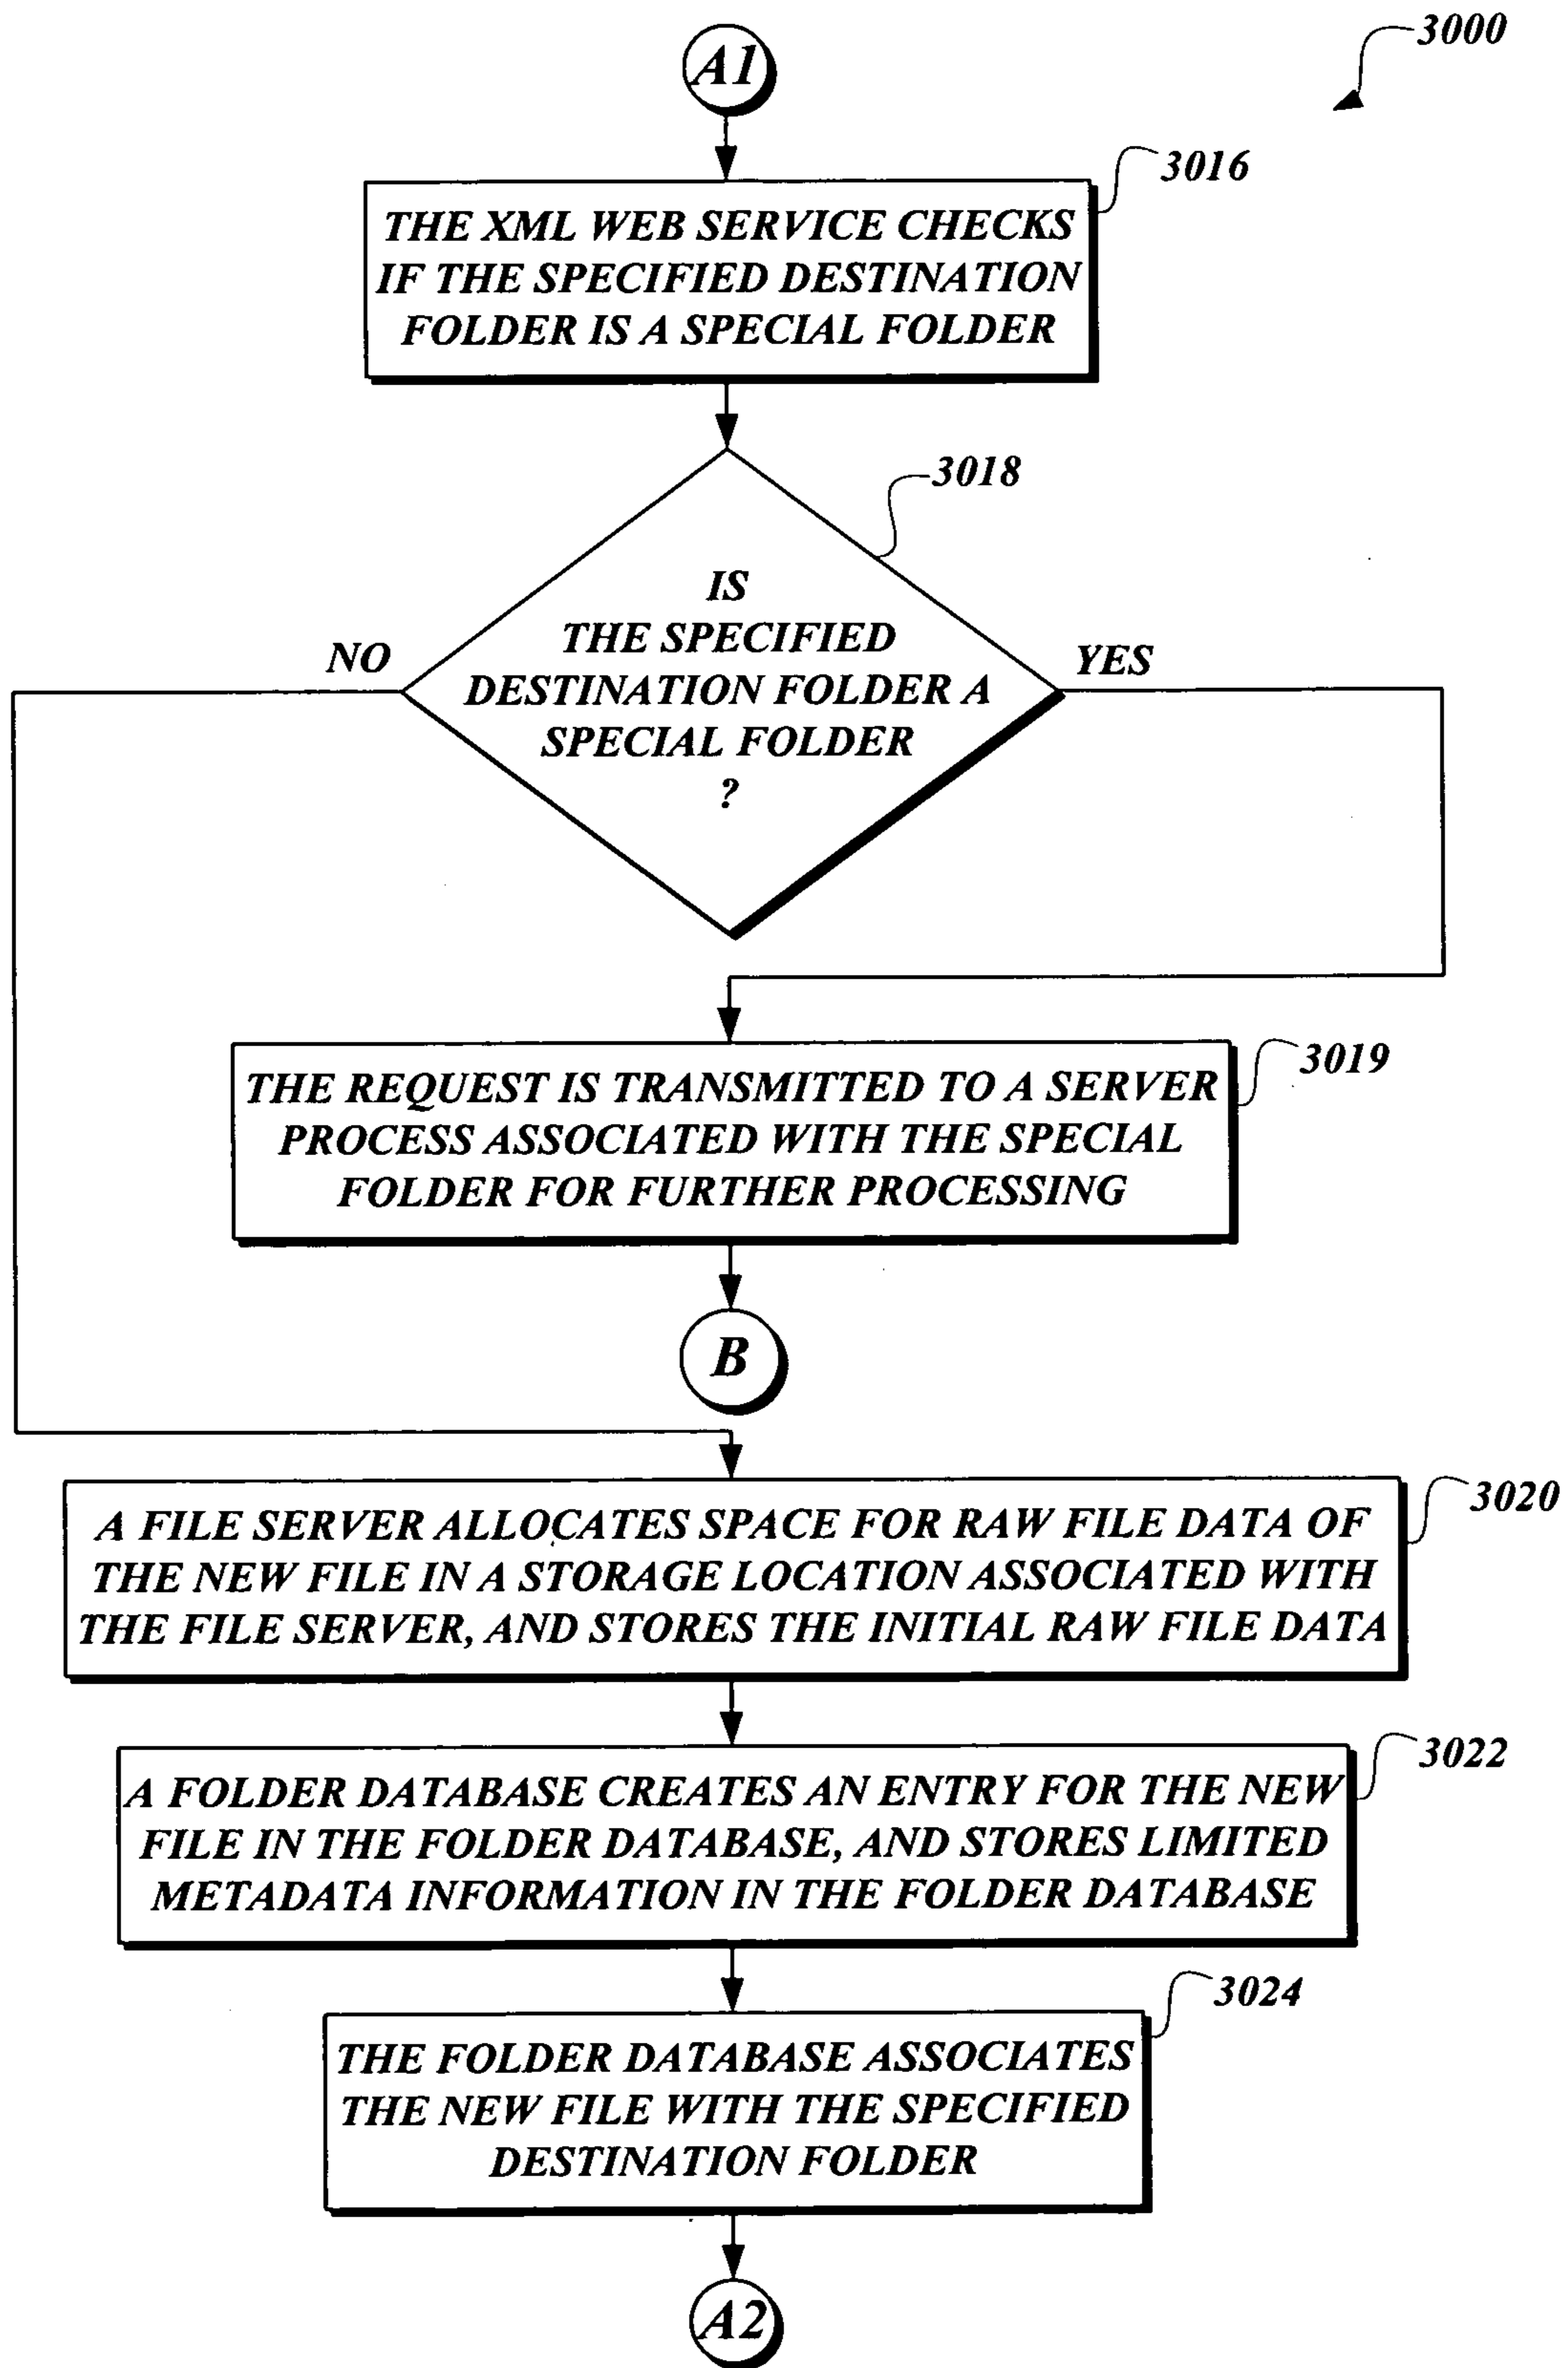 A1
3000
3016
THE XML WEB SERVICE CHECKS
IF THE SPECIFIED DESTINATION
FOLDER IS A SPECIAL FOLDER
3018
IS
THE SPECIFIED
DESTINATION FOLDER A
SPECIAL FOLDER
?
NO
YES
3019
THE REQUEST IS TRANSMITTED TO A SERVER
PROCESS ASSOCIATED WITH THE SPECIAL
FOLDER FOR FURTHER PROCESSING
B
3020
A FILE SERVER ALLOCATES SPACE FOR RAW FILE DATA OF
THE NEW FILE IN A STORAGE LOCATION ASSOCIATED WITH
THE FILE SERVER, AND STORES THE INITIAL RAW FILE DATA
3022
A FOLDER DATABASE CREATES AN ENTRY FOR THE NEW
FILE IN THE FOLDER DATABASE, AND STORES LIMITED
METADATA INFORMATION IN THE FOLDER DATABASE
3024
THE FOLDER DATABASE ASSOCIATES
THE NEW FILE WITH THE SPECIFIED
DESTINATION FOLDER
A2